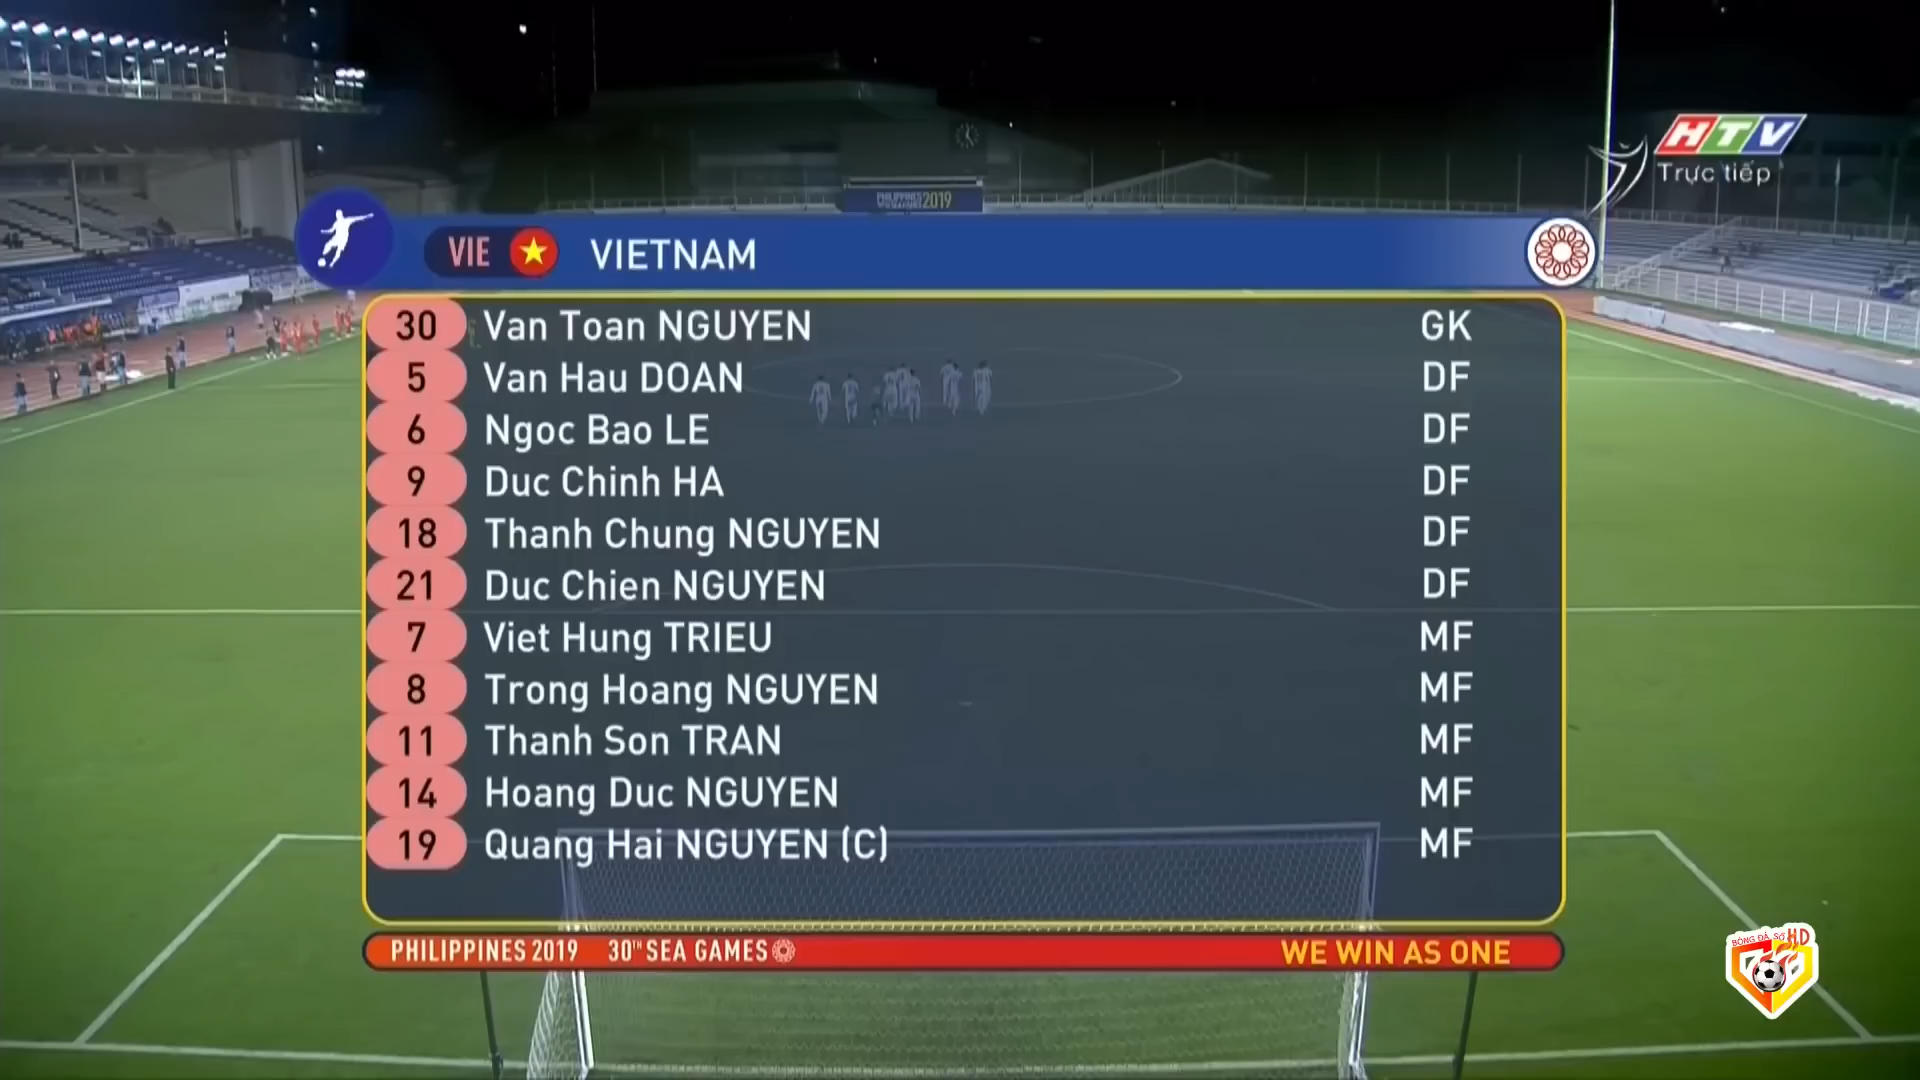 HTV
Trực tiếp
PHILIPPINES 2019
VIE VIETNAM
30 Van Toan NGUYEN GK
5 Van Hau DOAN DF
6 Ngoc Bao LE DF
9 Duc Chinh HA DF
18 Thanh Chung NGUYEN DF
21 Duc Chien NGUYEN DF
7 Viet Hung TRIEU MF
8 Trong Hoang NGUYEN MF
11 Thanh Son TRAN MF
14 Hoang Duc NGUYEN MF
19 Quang Hai NGUYEN (C) MF
PHILIPPINES 2019 30TH SEA GAMES WE WIN AS ONE
BÓNG ĐÁ SỐ HD